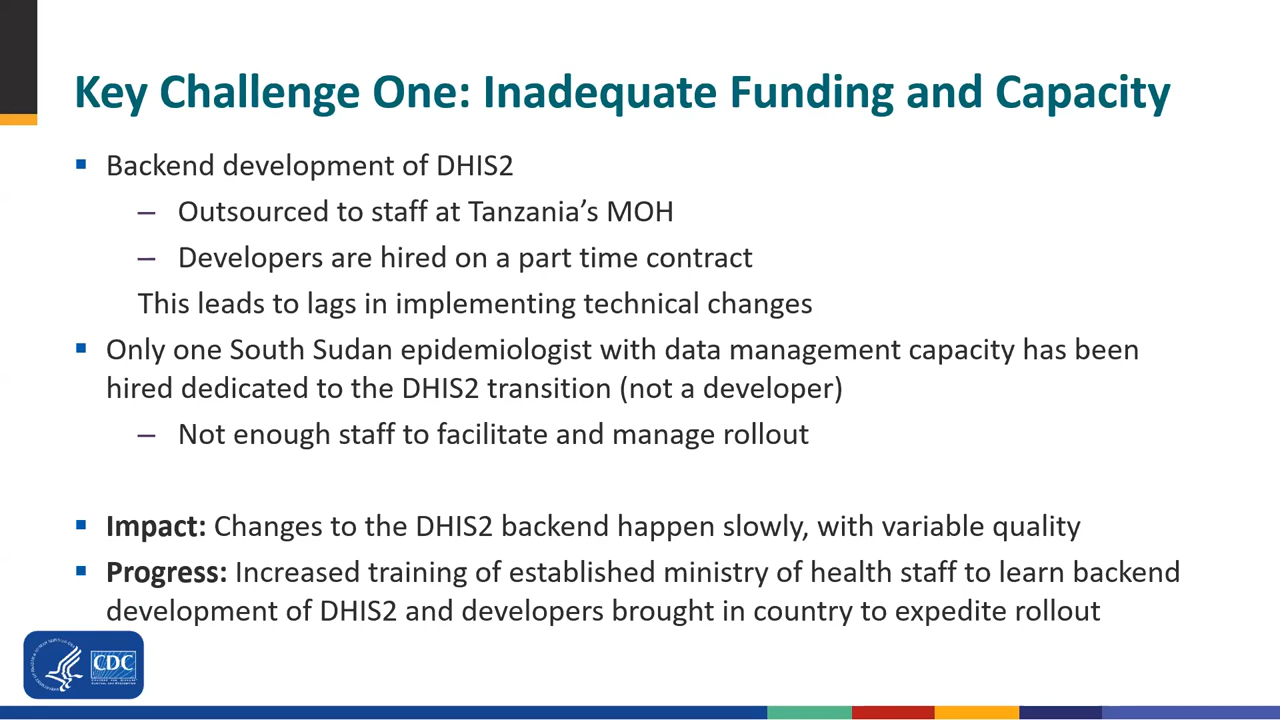 Key Challenge One: Inadequate Funding and Capacity
▪ Backend development of DHIS2
– Outsourced to staff at Tanzania's MOH
– Developers are hired on a part time contract
This leads to lags in implementing technical changes
▪ Only one South Sudan epidemiologist with data management capacity has been
hired dedicated to the DHIS2 transition (not a developer)
– Not enough staff to facilitate and manage rollout
▪ Impact: Changes to the DHIS2 backend happen slowly, with variable quality
▪ Progress: Increased training of established ministry of health staff to learn backend
development of DHIS2 and developers brought in country to expedite rollout
CDC